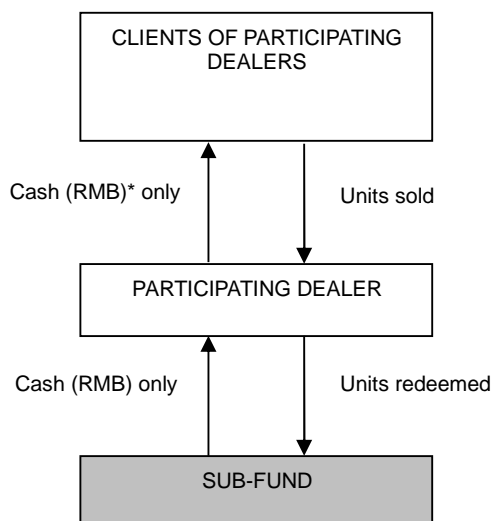 CLIENTS OF PARTICIPATING
DEALERS
Cash (RMB)* only
Units sold
PARTICIPATING DEALER
Cash (RMB) only
Units redeemed
SUB-FUND